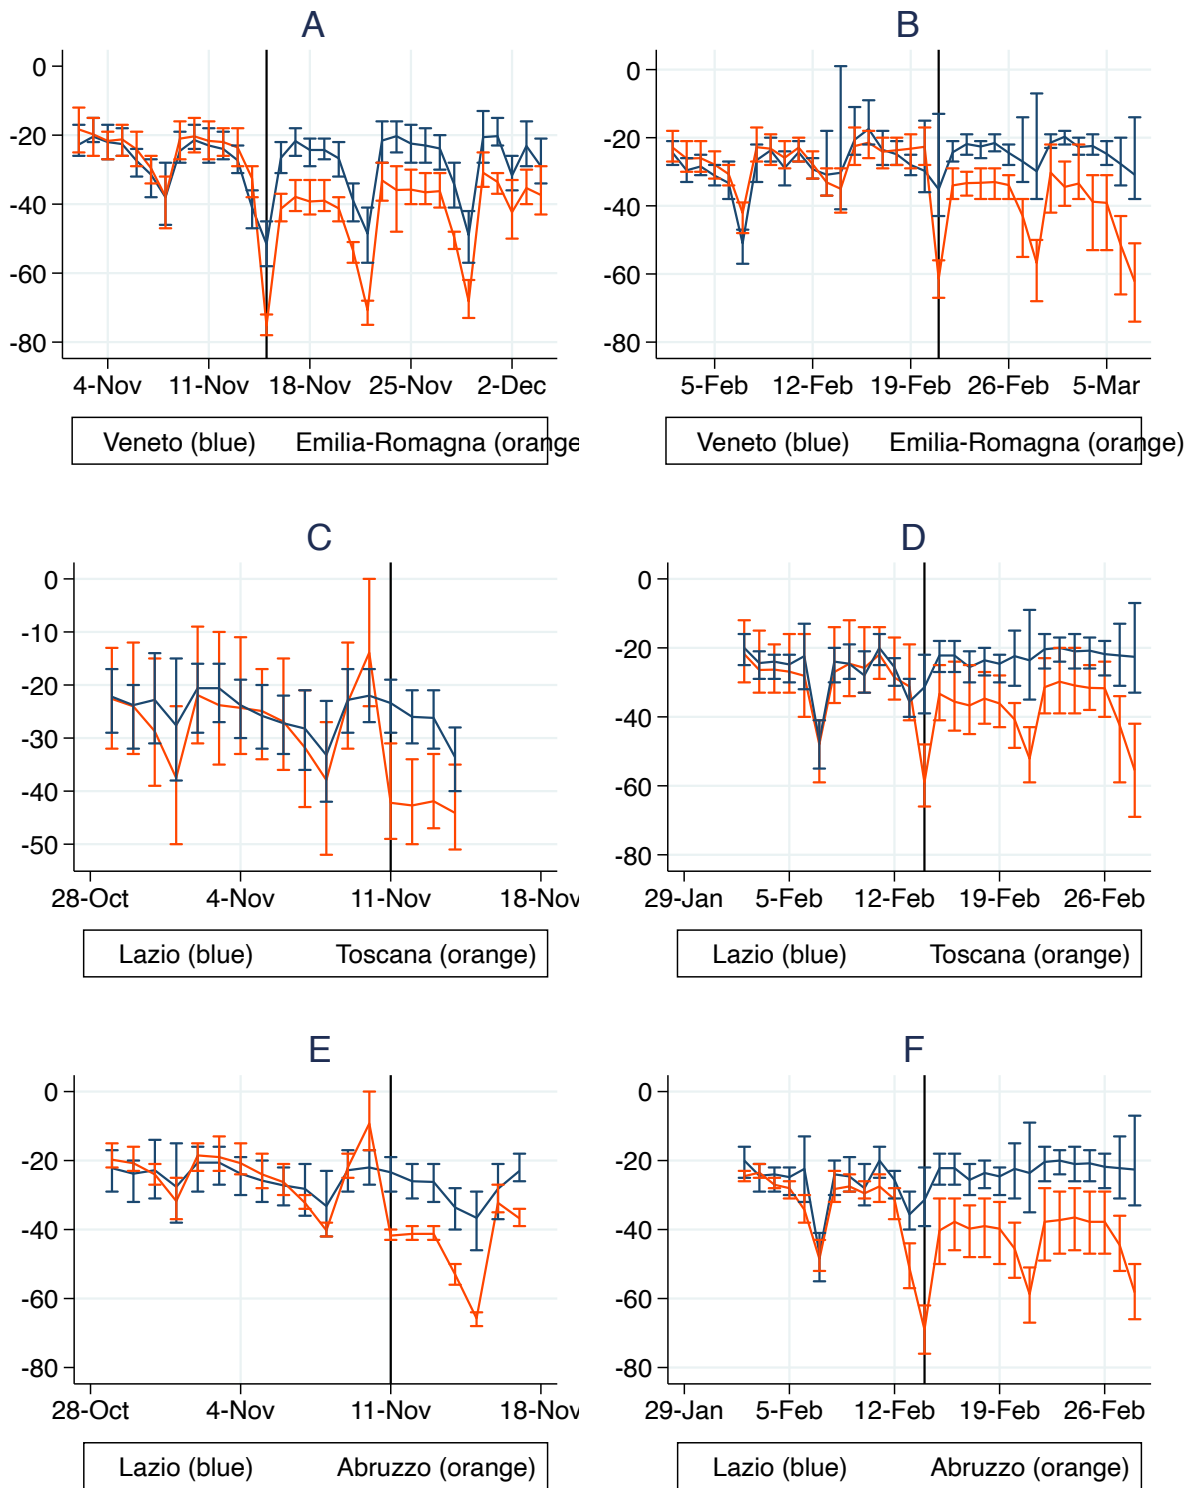 A
0
-20
-40
-60
-80
4-Nov 11-Nov 18-Nov 25-Nov 2-Dec
Veneto (blue) Emilia-Romagna (orange
B
0
-20
-40
-60
-80
5-Feb 12-Feb 19-Feb 26-Feb 5-Mar
Veneto (blue) Emilia-Romagna (orange)
C
0
-10
-20
-30
-40
-50
28-Oct 4-Nov 11-Nov 18-Nov
Lazio (blue) Toscana (orange)
D
0
-20
-40
-60
-80
29-Jan 5-Feb 12-Feb 19-Feb 26-Feb
Lazio (blue) Toscana (orange)
E
0
-20
-40
-60
-80
28-Oct 4-Nov 11-Nov 18-Nov
Lazio (blue) Abruzzo (orange)
F
0
-20
-40
-60
-80
29-Jan 5-Feb 12-Feb 19-Feb 26-Feb
Lazio (blue) Abruzzo (orange)